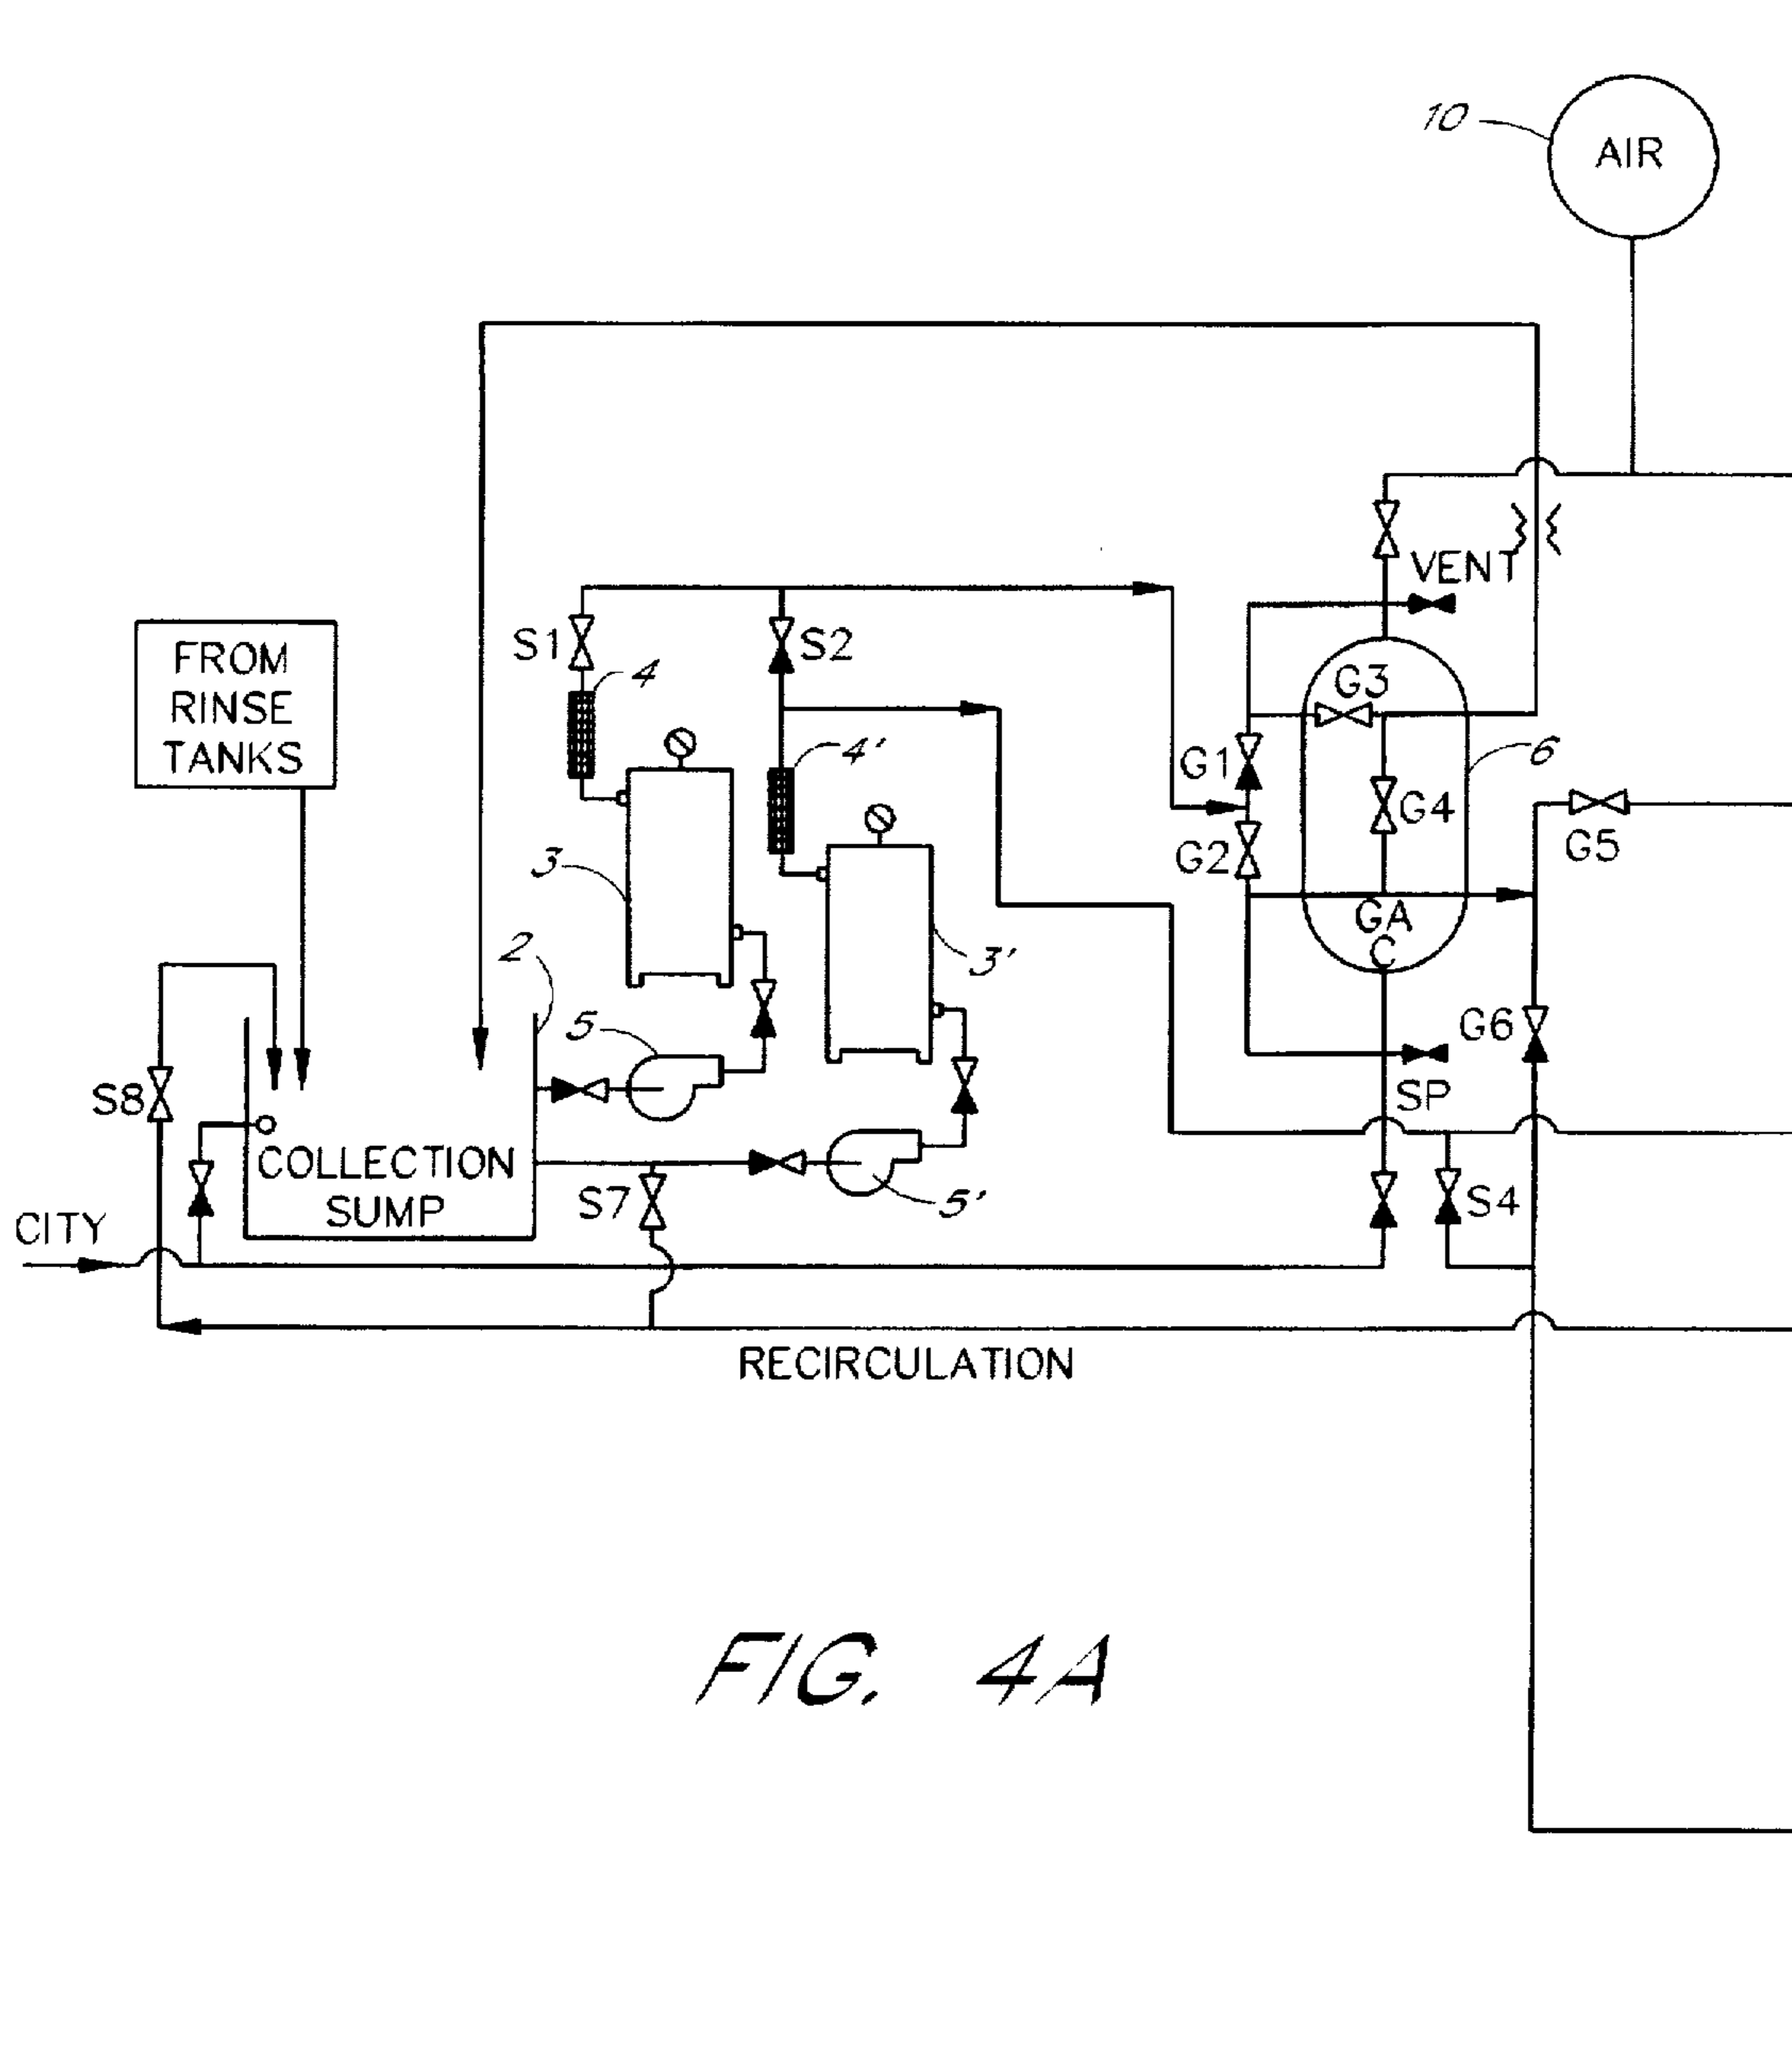 10
AIR
VENT
FROM
RINSE
TANKS
S1
S2
4
G3
4'
G1
6
G4
3
G2
G5
GA
C
2
3'
5
G6
S8
SP
COLLECTION
SUMP
S7
5'
S4
CITY
RECIRCULATION
FIG. 4A